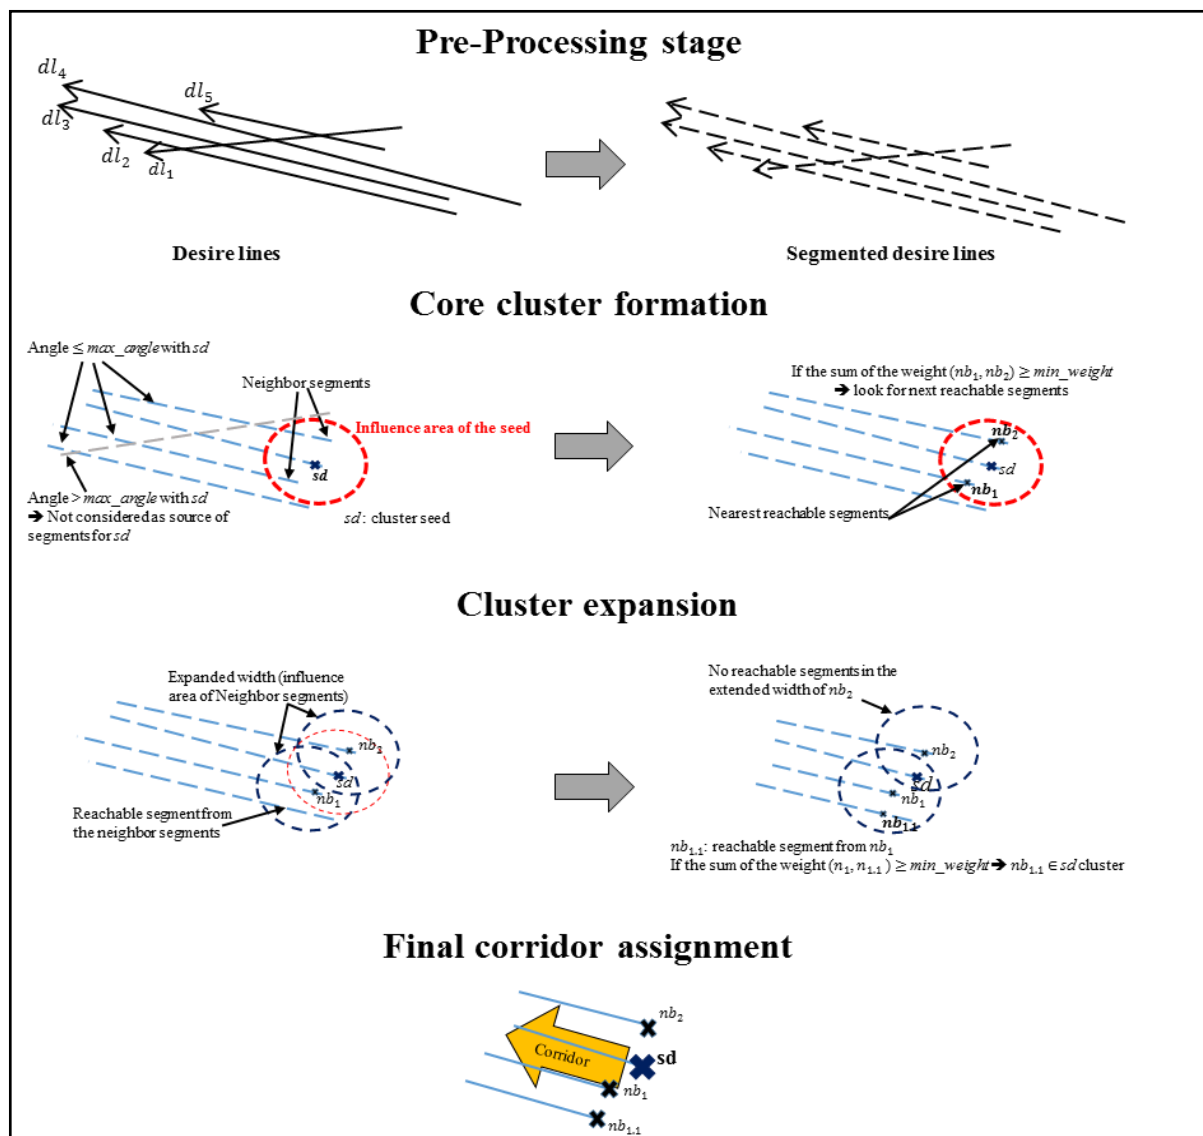 Pre-Processing stage
dl₄
dl₃
dl₂
dl₁
dl₅
Desire lines
Segmented desire lines
Core cluster formation
Angle ≤ max_angle with sd
Neighbor segments
Influence area of the seed
sd
Angle > max_angle with sd
➔ Not considered as source of
segments for sd
sd : cluster seed
If the sum of the weight (nb₁, nb₂) ≥ min_weight
➔ look for next reachable segments
nb₂
sd
nb₁
Nearest reachable segments
Cluster expansion
Expanded width (influence
area of Neighbor segments)
nb₂
sd
nb₁
Reachable segment from
the neighbor segments
No reachable segments in the
extended width of nb₂
nb₂
sd
nb₁
nb₁.₁
nb₁.₁: reachable segment from nb₁
If the sum of the weight (n₁, n₁.₁ ) ≥ min_weight ➔ nb₁.₁ ∈ sd cluster
Final corridor assignment
nb₂
sd
Corridor
nb₁
nb₁.₁